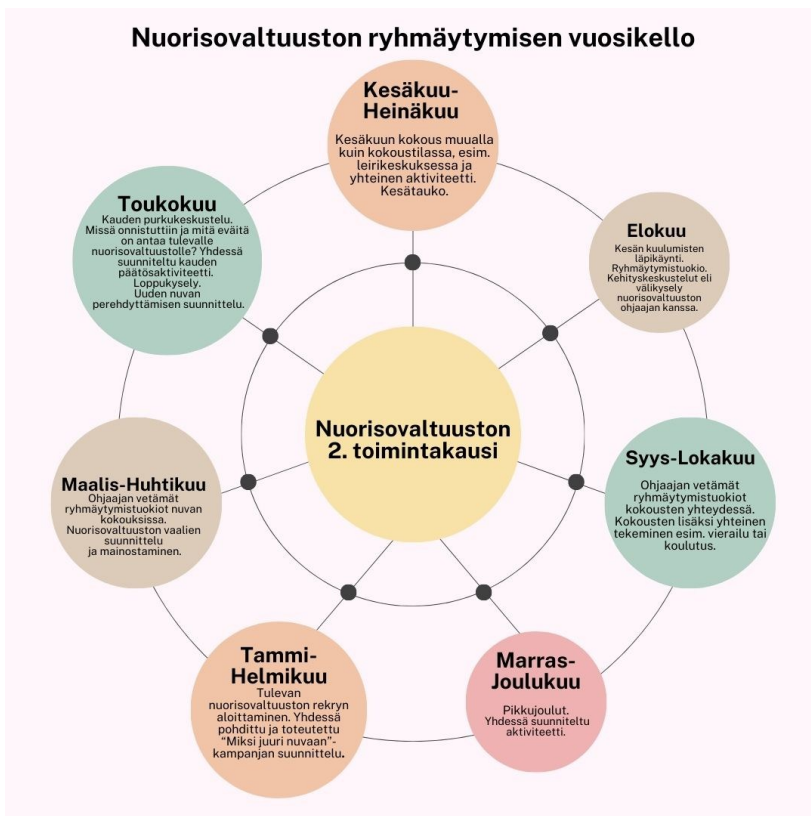 Nuorisovaltuuston ryhmäytymisen vuosikello
Kesäkuu-
Heinäkuu
Kesäkuun kokous muualla
kuin kokoustilassa, esim.
leirikeskuksessa ja
yhteinen aktiviteetti.
Kesätauko.
Elokuu
Kesän kuulumisten
läpikäynti.
Ryhmäytymistuokio.
Kehityskeskustelut eli
välikysely
nuorisovaltuuston
ohjaajan kanssa.
Syys-Lokakuu
Ohjaajan vetämät
ryhmäytymistuokiot
kokousten yhteydessä.
Kokousten lisäksi yhteinen
tekeminen esim. vierailu tai
koulutus.
Marras-
Joulukuu
Pikkujoulut.
Yhdessä suunniteltu
aktiviteetti.
Tammi-
Helmikuu
Tulevan
nuorisovaltuuston rekryn
aloittaminen. Yhdessä
pohdittu ja toteutettu
“Miksi juuri nuvaan”-
kampanjan suunnittelu.
Maalis-Huhtikuu
Ohjaajan vetämät
ryhmäytymistuokiot nuvan
kokouksissa.
Nuorisovaltuuston vaalien
suunnittelu
ja mainostaminen.
Toukokuu
Kauden purkukeskustelu.
Missä onnistuttiin ja mitä eväitä
on antaa tulevalle
nuorisovaltuustolle? Yhdessä
suunniteltu kauden
päätösaktiviteetti.
Loppukysely.
Uuden nuvan
perehdyttämisen suunnittelu.
Nuorisovaltuuston
2. toimintakausi